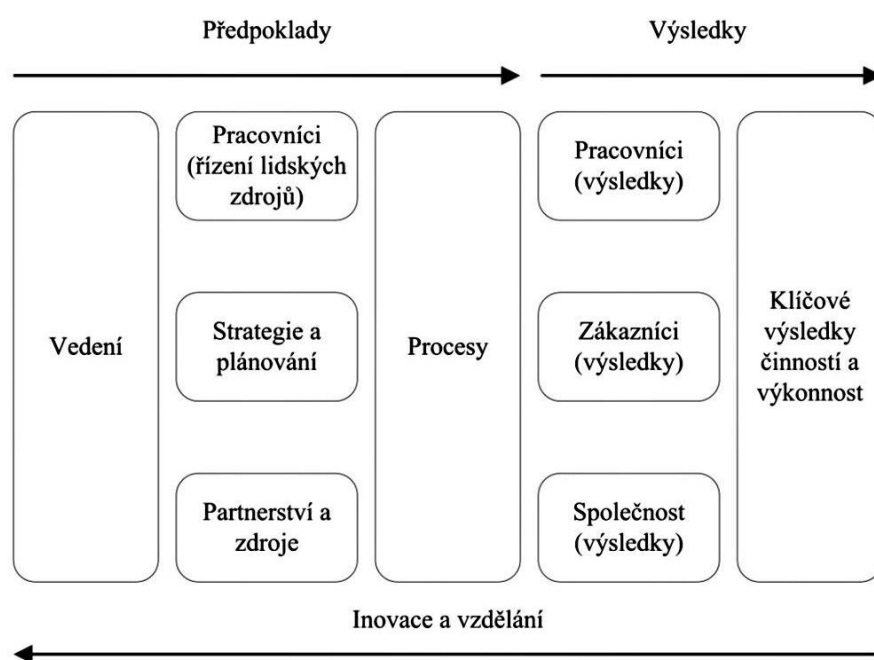 Předpoklady
Výsledky
Vedení
Pracovníci
(řízení lidských
zdrojů)
Strategie a
plánování
Partnerství a
zdroje
Procesy
Pracovníci
(výsledky)
Zákazníci
(výsledky)
Společnost
(výsledky)
Klíčové
výsledky
činností a
výkonnost
Inovace a vzdělání